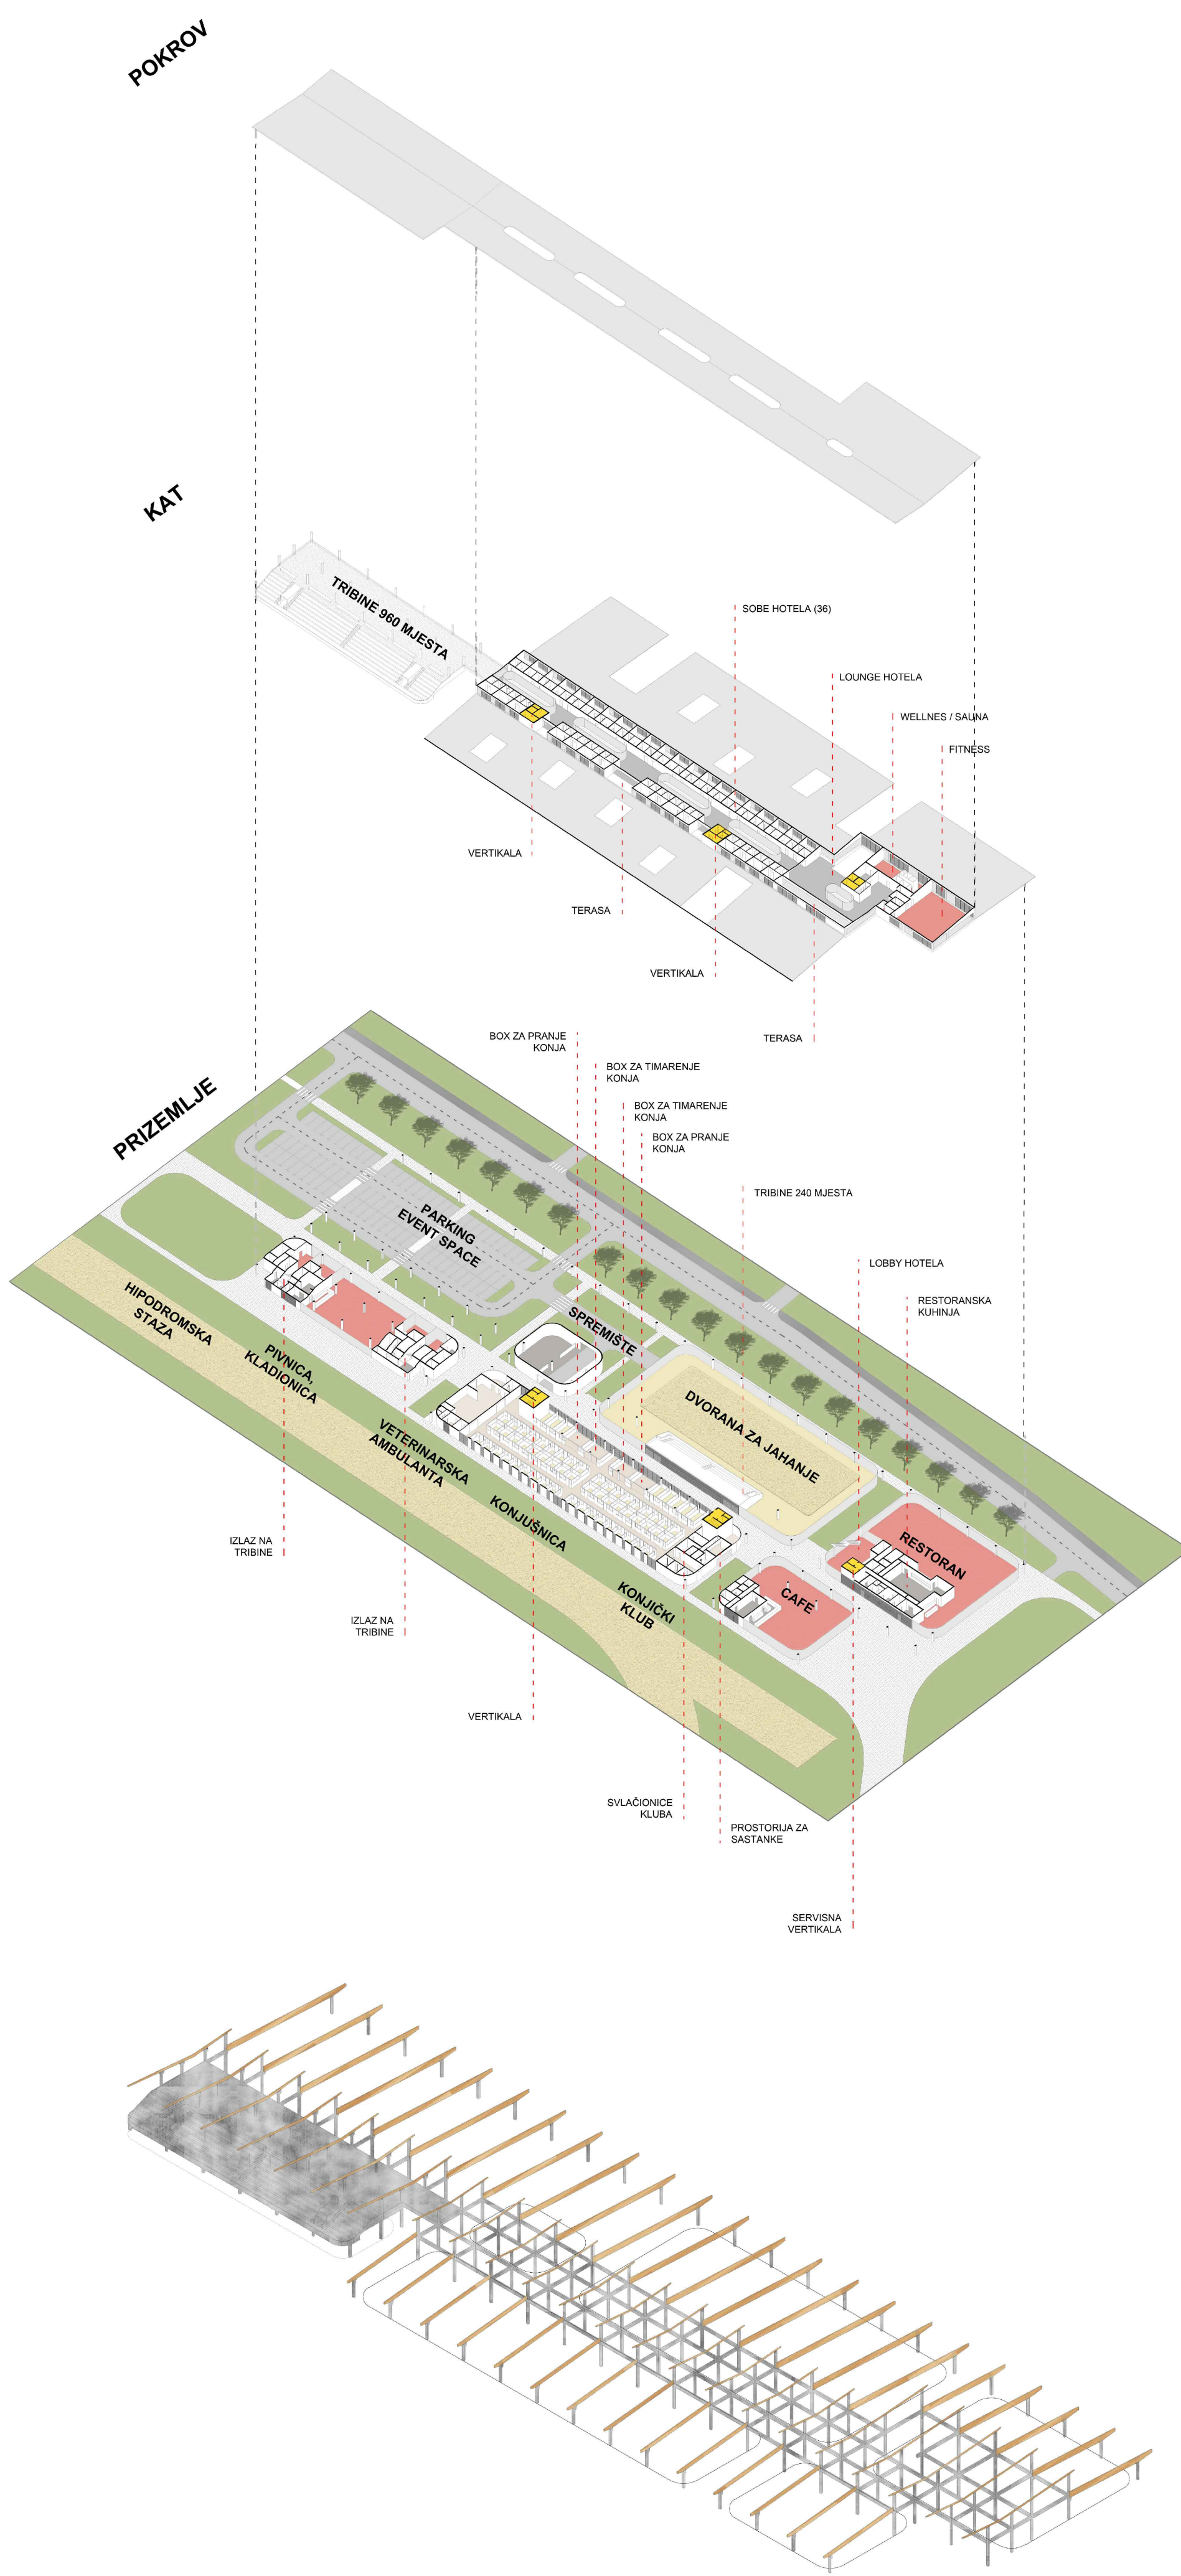 POKROV
KAT
TRIBINE 960 MJESTA
SOBE HOTELA (36)
LOUNGE HOTELA
WELLNES / SAUNA
FITNESS
VERTIKALA
TERASA
VERTIKALA
TERASA
PRIZEMLJE
BOX ZA PRANJE
KONJA
BOX ZA TIMARENJE
KONJA
BOX ZA TIMARENJE
KONJA
BOX ZA PRANJE
KONJA
TRIBINE 240 MJESTA
LOBBY HOTELA
RESTORANSKA
KUHINJA
PARKING
EVENT SPACE
SPREMIŠTE
HIPODROMSKA
STAZA
PIVNICA,
KLADIONICA
DVORANA ZA JAHANJE
VETERINARSKA
AMBULANTA
KONJUŠNICA
RESTORAN
CAFE
KONJIČKI
KLUB
IZLAZ NA
TRIBINE
IZLAZ NA
TRIBINE
VERTIKALA
SVLAČIONICE
KLUBA
PROSTORIJA ZA
SASTANKE
SERVISNA
VERTIKALA